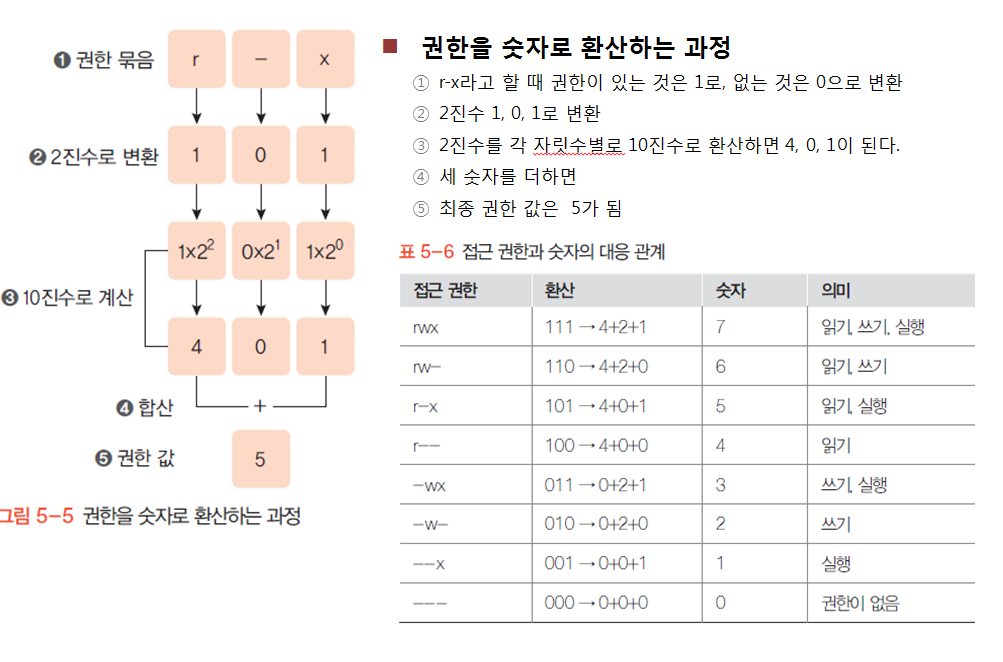 ❶ 권한 묶음
r
–
x
❷ 2진수로 변환
1
0
1
1x2²
0x2¹
1x2⁰
❸ 10진수로 계산
4
0
1
❹ 합산
+
❺ 권한 값
5
그림 5–5 권한을 숫자로 환산하는 과정
■ 권한을 숫자로 환산하는 과정
① r-x라고 할 때 권한이 있는 것은 1로, 없는 것은 0으로 변환
② 2진수 1, 0, 1로 변환
③ 2진수를 각 자릿수별로 10진수로 환산하면 4, 0, 1이 된다.
④ 세 숫자를 더하면
⑤ 최종 권한 값은 5가 됨
표 5–6 접근 권한과 숫자의 대응 관계
접근 권한 환산 숫자 의미
rwx 111 → 4+2+1 7 읽기, 쓰기, 실행
rw– 110 → 4+2+0 6 읽기, 쓰기
r–x 101 → 4+0+1 5 읽기, 실행
r–– 100 → 4+0+0 4 읽기
–wx 011 → 0+2+1 3 쓰기, 실행
–w– 010 → 0+2+0 2 쓰기
––x 001 → 0+0+1 1 실행
––– 000 → 0+0+0 0 권한이 없음